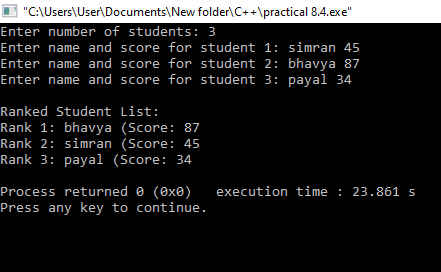 "C:\Users\User\Documents\New folder\C++\practical 8.4.exe"
Enter number of students: 3
Enter name and score for student 1: simran 45
Enter name and score for student 2: bhavya 87
Enter name and score for student 3: payal 34
Ranked Student List:
Rank 1: bhavya (Score: 87
Rank 2: simran (Score: 45
Rank 3: payal (Score: 34
Process returned 0 (0x0)   execution time : 23.861 s
Press any key to continue.